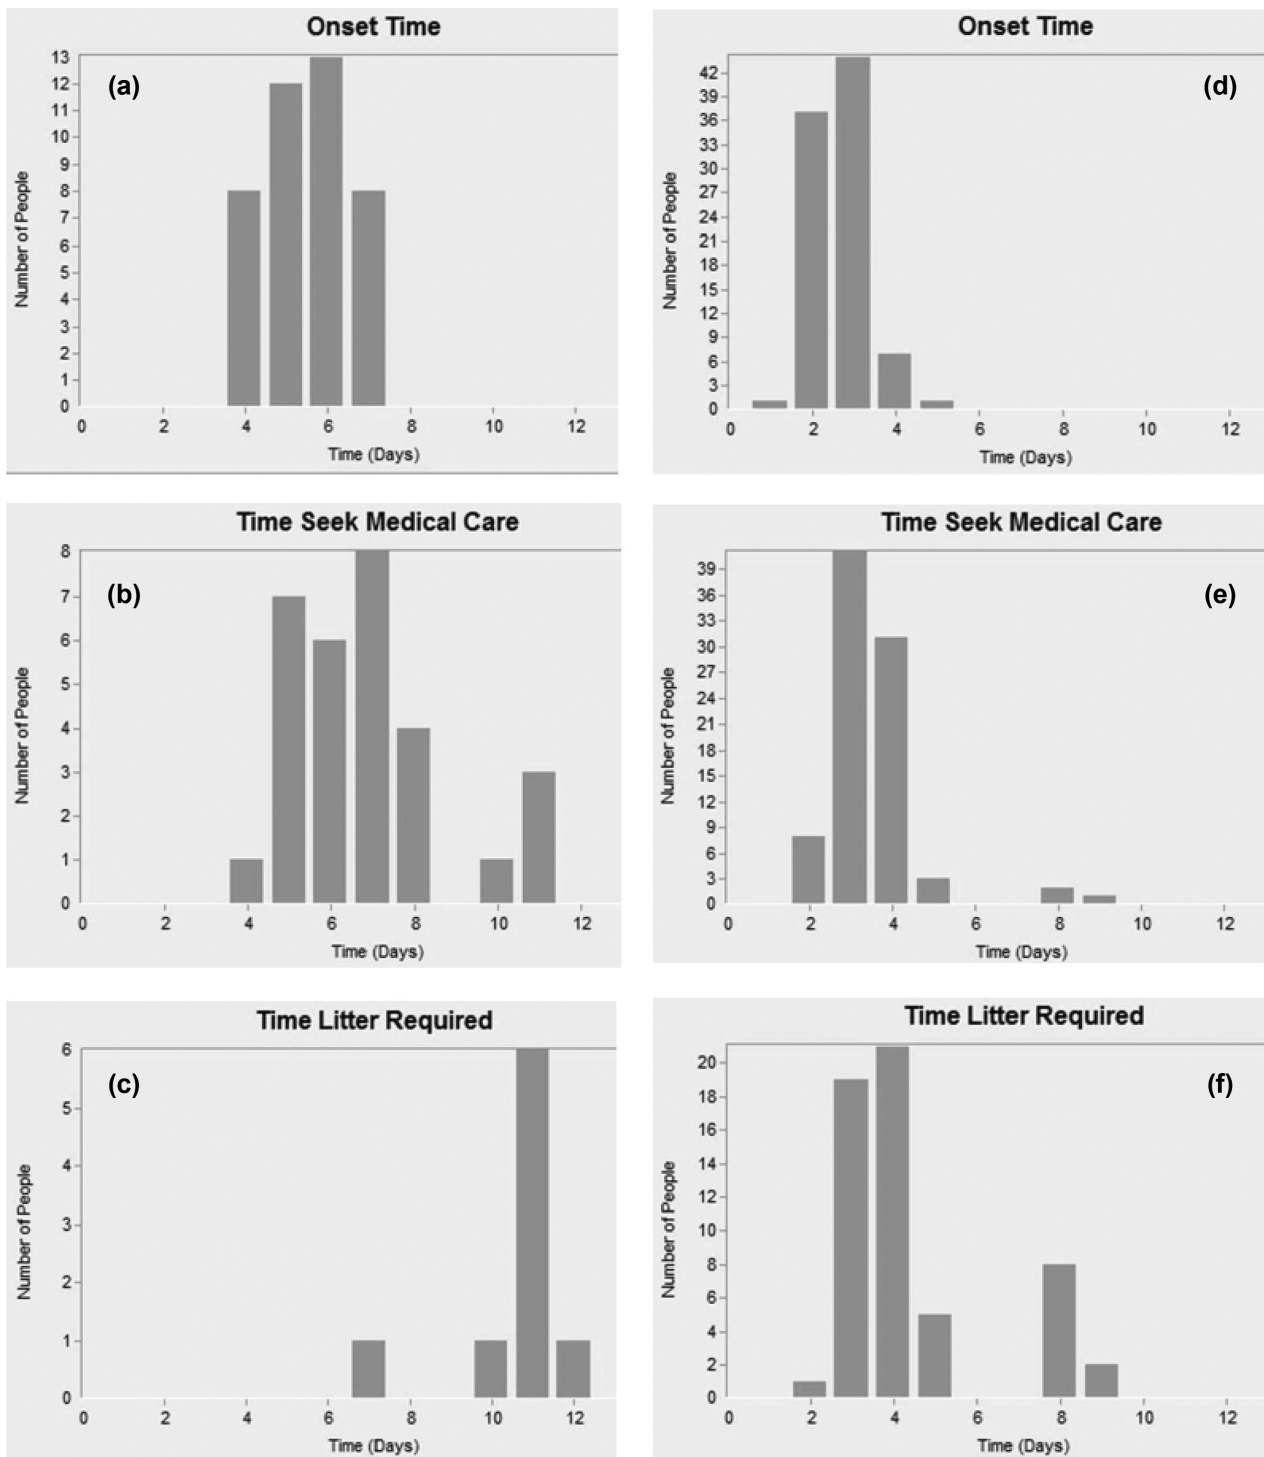 Onset Time
(a)
Number of People
13
12
11
10
9
8
7
6
5
4
3
2
1
0
0 2 4 6 8 10 12
Time (Days)
Onset Time
(d)
Number of People
42
39
36
33
30
27
24
21
18
15
12
9
6
3
0
0 2 4 6 8 10 12
Time (Days)
Time Seek Medical Care
(b)
Number of People
8
7
6
5
4
3
2
1
0
0 2 4 6 8 10 12
Time (Days)
Time Seek Medical Care
(e)
Number of People
39
36
33
30
27
24
21
18
15
12
9
6
3
0
0 2 4 6 8 10 12
Time (Days)
Time Litter Required
(c)
Number of People
6
5
4
3
2
1
0
0 2 4 6 8 10 12
Time (Days)
Time Litter Required
(f)
Number of People
20
18
16
14
12
10
8
6
4
2
0
0 2 4 6 8 10 12
Time (Days)